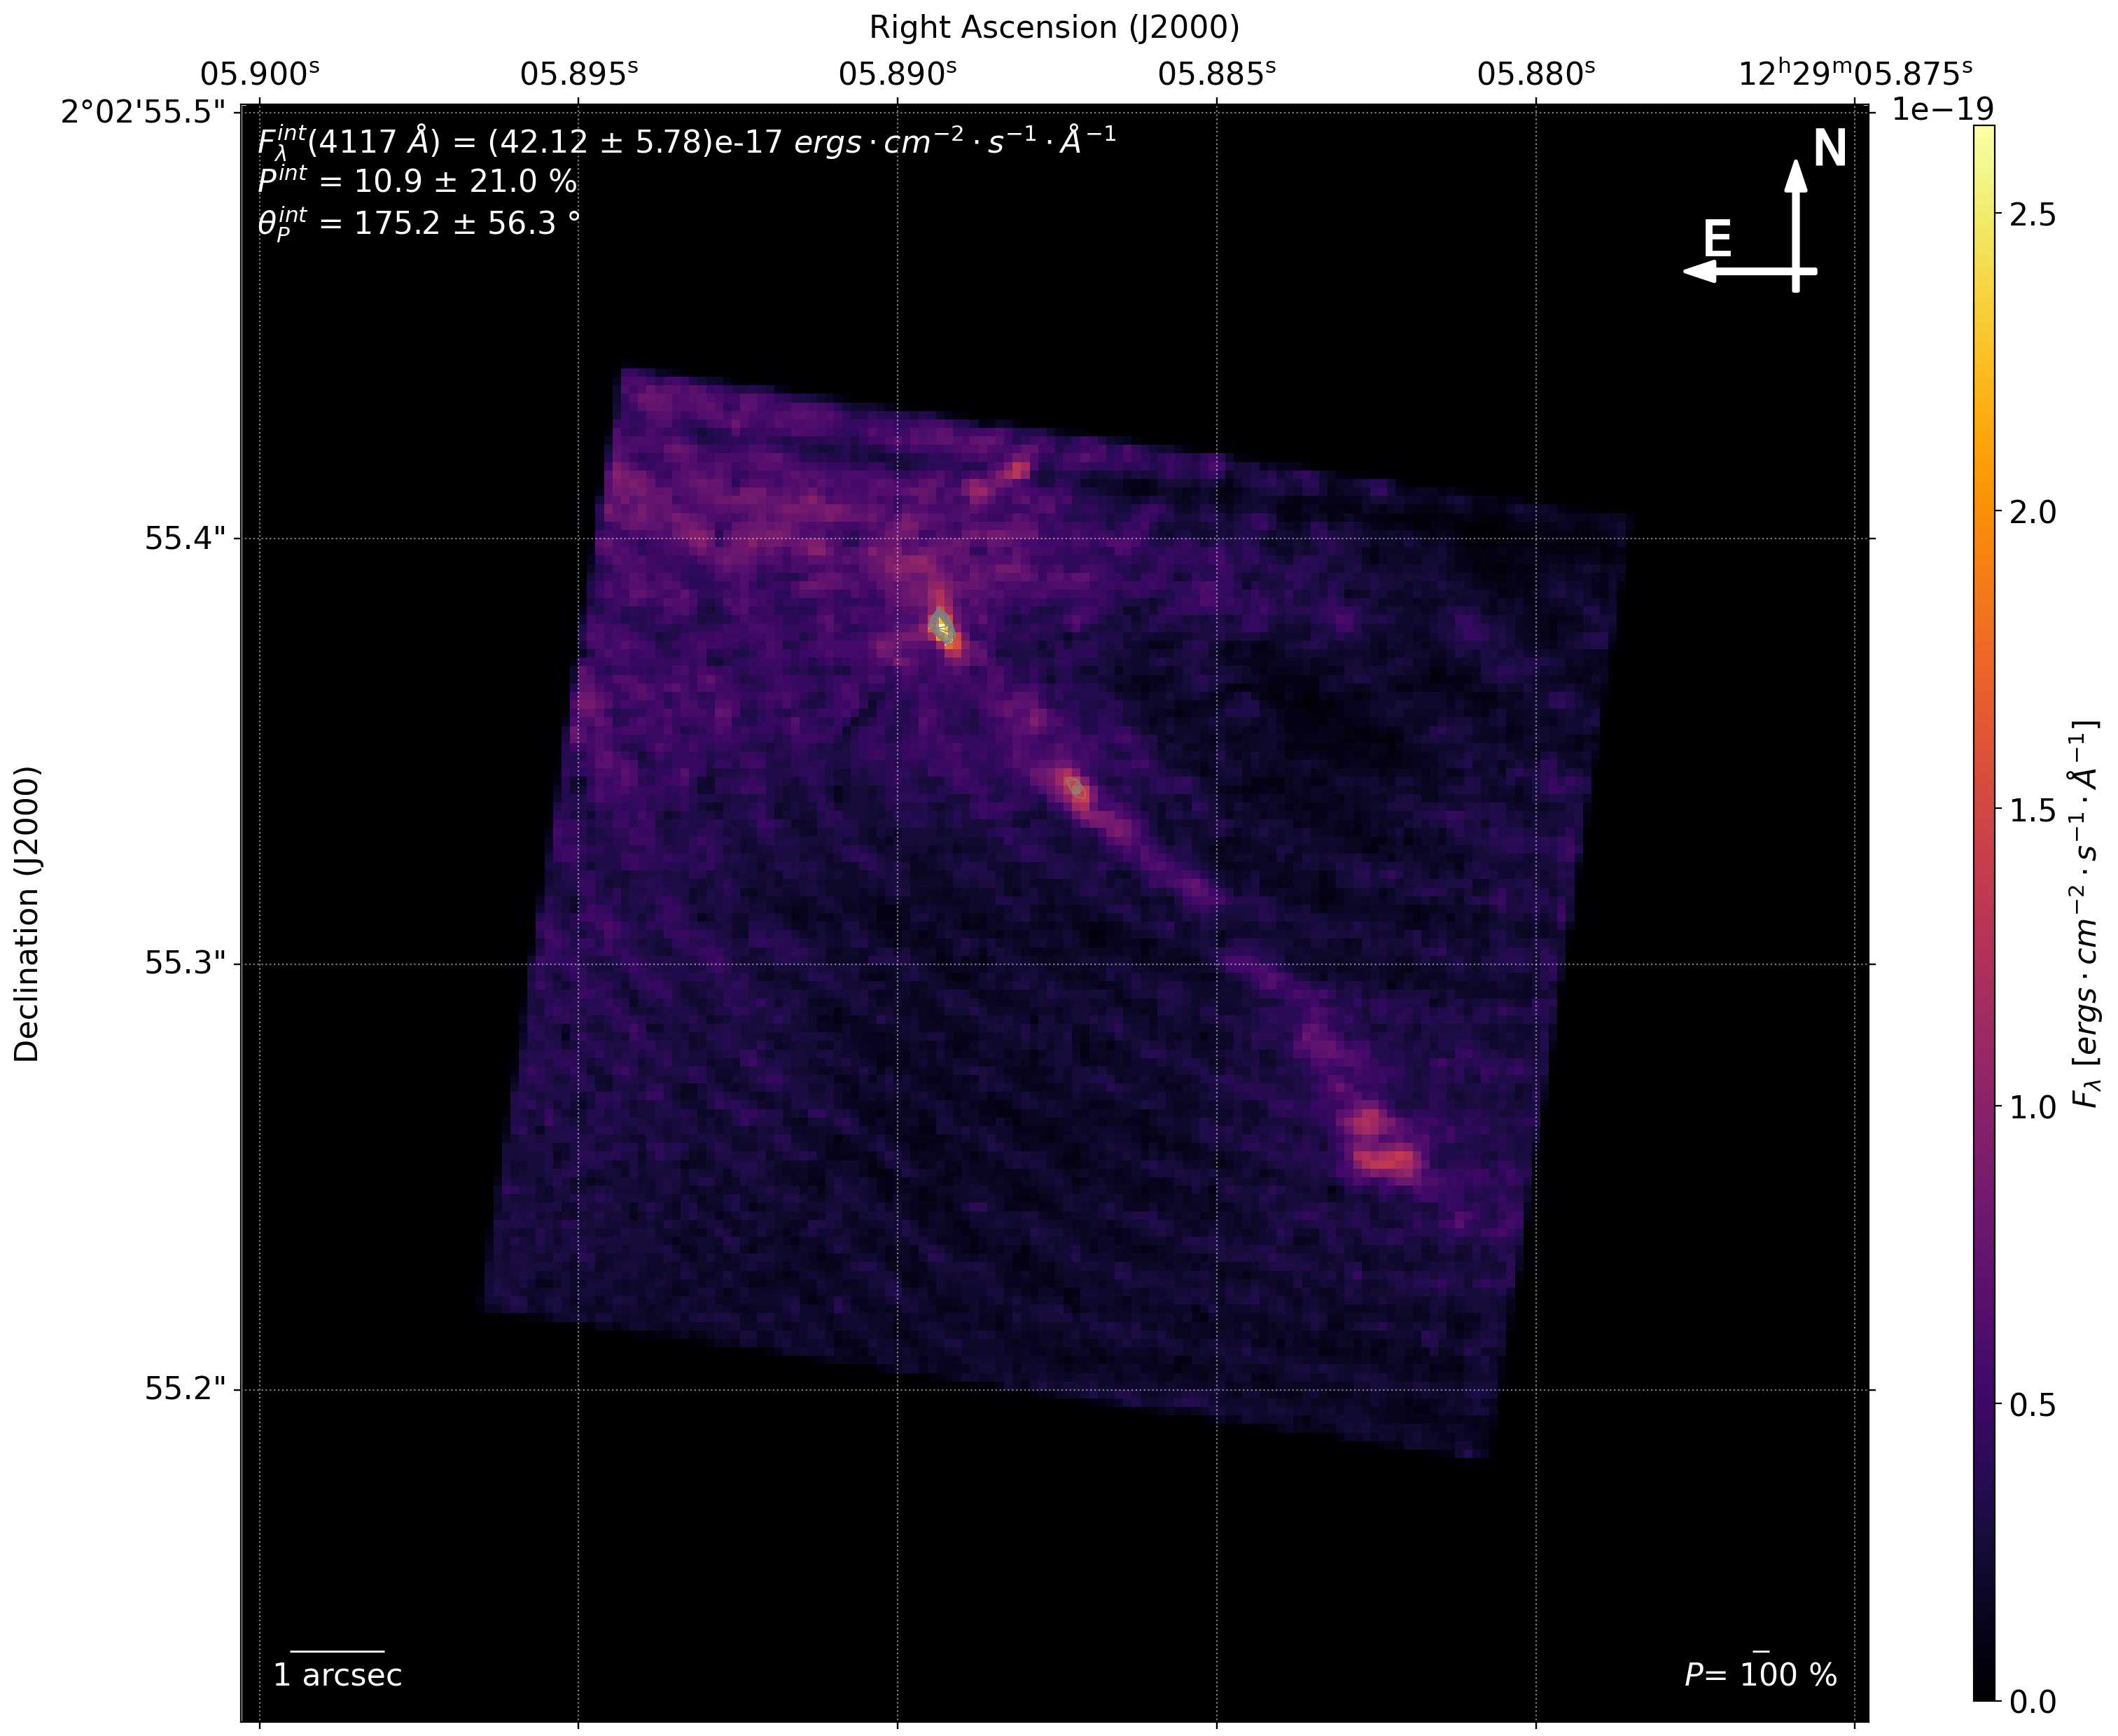 Right Ascension (J2000)
05.900ˢ 05.895ˢ 05.890ˢ 05.885ˢ 05.880ˢ 12ʰ29ᵐ05.875ˢ
2°02'55.5"
55.4"
55.3"
55.2"
Declination (J2000)
F_λ^int(4117 Å) = (42.12 ± 5.78)e-17 ergs · cm⁻² · s⁻¹ · Å⁻¹
P^int = 10.9 ± 21.0 %
θ_P^int = 175.2 ± 56.3 °
N
E
1 arcsec
P= 100 %
1e−19
2.5
2.0
1.5
1.0
0.5
0.0
F_λ [ergs · cm⁻² · s⁻¹ · Å⁻¹]